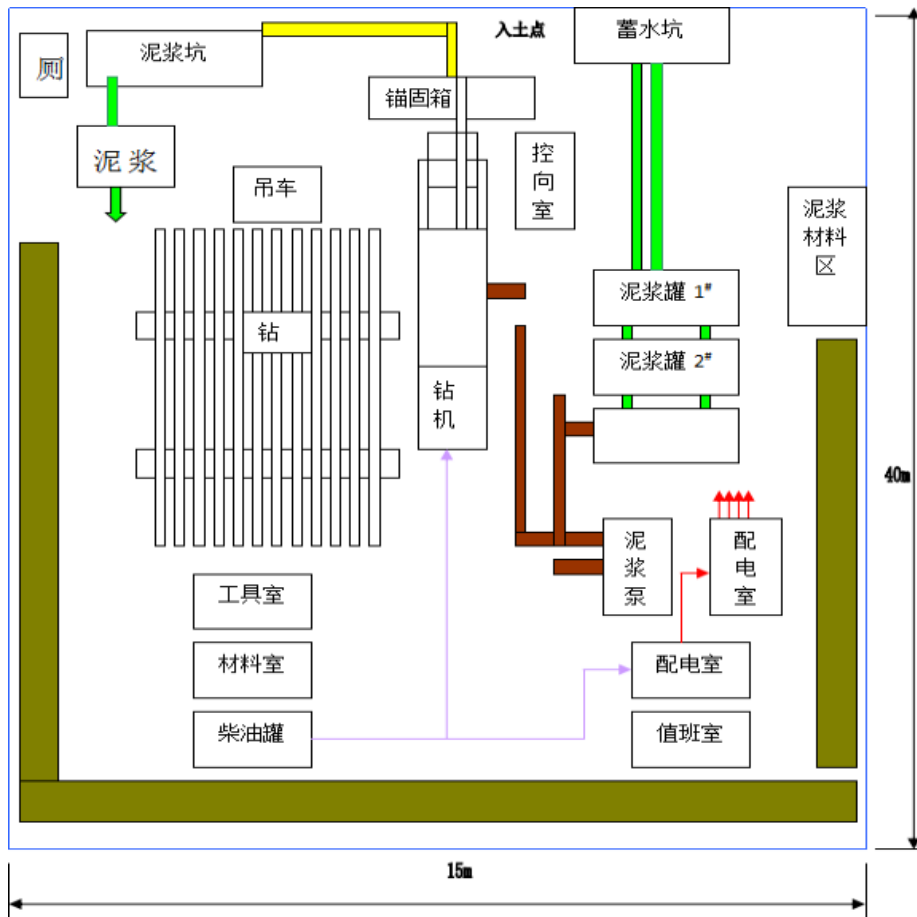 入土点
蓄水坑
泥浆坑
厕
锚固箱
泥 浆
控
向
室
吊车
泥浆
材料
区
泥浆罐 1#
钻
泥浆罐 2#
钻
机
40m
泥
浆
泵
配
电
室
工具室
材料室
配电室
柴油罐
值班室
15m